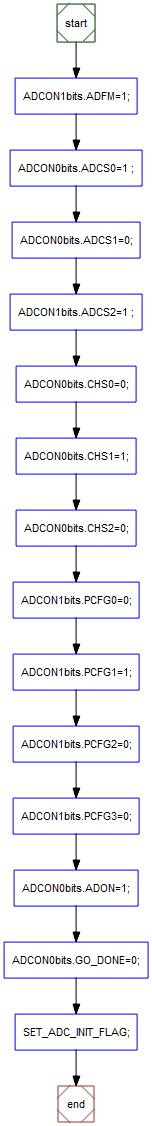 start
ADCON1bits.ADFM=1;
ADCON0bits.ADCS0=1 ;
ADCON0bits.ADCS1=0;
ADCON1bits.ADCS2=1 ;
ADCON0bits.CHS0=0;
ADCON0bits.CHS1=1;
ADCON0bits.CHS2=0;
ADCON1bits.PCFG0=0;
ADCON1bits.PCFG1=1;
ADCON1bits.PCFG2=0;
ADCON1bits.PCFG3=0;
ADCON0bits.ADON=1;
ADCON0bits.GO_DONE=0;
SET_ADC_INIT_FLAG;
end